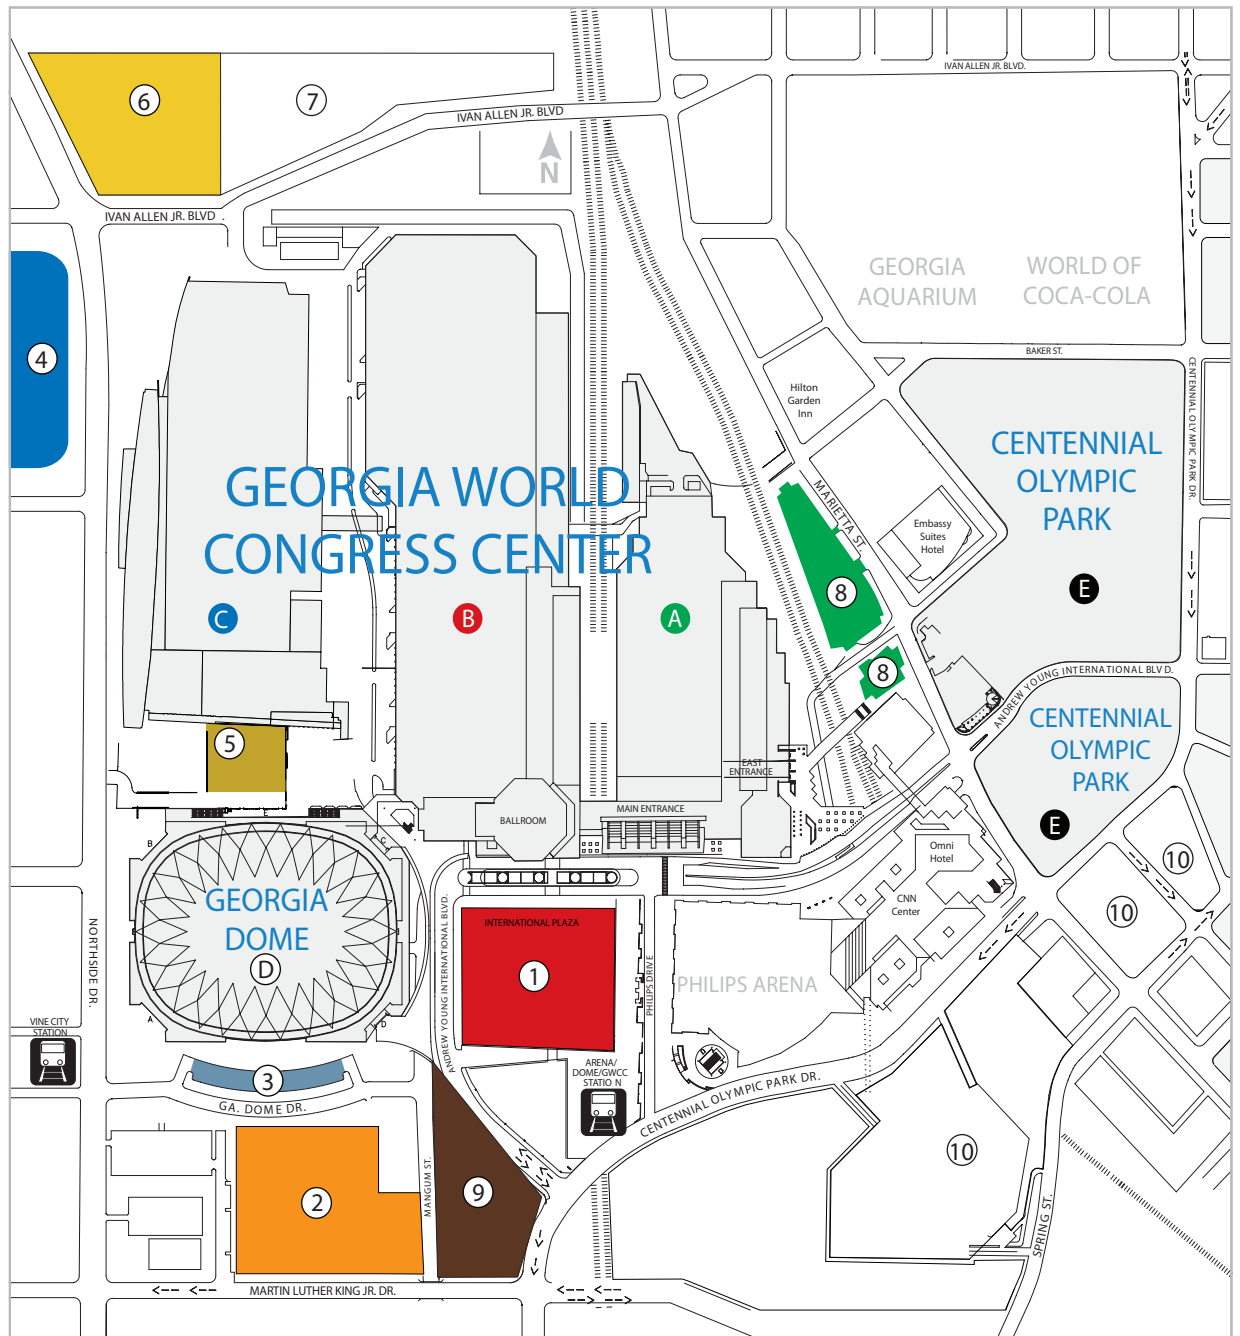 IVAN ALLEN JR. BLVD.
6
7
IVAN ALLEN JR. BLVD
N
IVAN ALLEN JR. BLVD .
GEORGIA
AQUARIUM
WORLD OF
COCA-COLA
4
BAKER ST.
CENTENNIAL OLYMPIC PARK DR.
Hilton
Garden
Inn
CENTENNIAL
OLYMPIC
PARK
GEORGIA WORLD
CONGRESS CENTER
MARIETTA ST.
Embassy
Suites
Hotel
8
E
C
B
A
8
ANDREW YOUNG INTERNATIONAL BLVD.
CENTENNIAL
OLYMPIC
PARK
5
EAST
ENTRANCE
MAIN ENTRANCE
BALLROOM
E
E
B
C
Omni
Hotel
10
10
CNN
Center
GEORGIA
DOME
D
NORTHSIDE DR.
ANDREW YOUNG INTERNATIONAL BLVD.
INTERNATIONAL PLAZA
1
PHILIPS DRIVE
PHILIPS ARENA
A
D
VINE CITY
STATION
ARENA/
DOME/GWCC
STATIO N
3
GA. DOME DR.
CENTENNIAL OLYMPIC PARK DR.
10
2
MANGUM ST.
9
SPRING ST.
MARTIN LUTHER KING JR. DR.